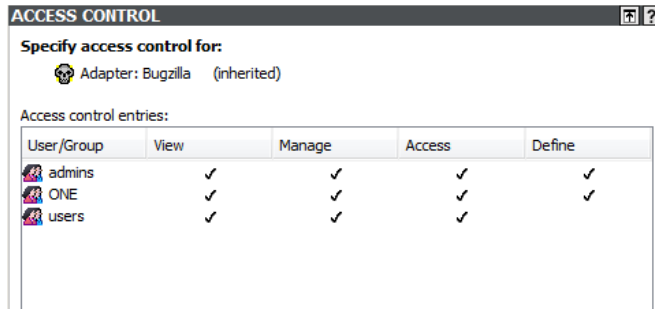 ACCESS CONTROL ?
Specify access control for:
Adapter: Bugzilla (inherited)
Access control entries:
User/Group View Manage Access Define
admins ✓ ✓ ✓ ✓
ONE ✓ ✓ ✓ ✓
users ✓ ✓ ✓